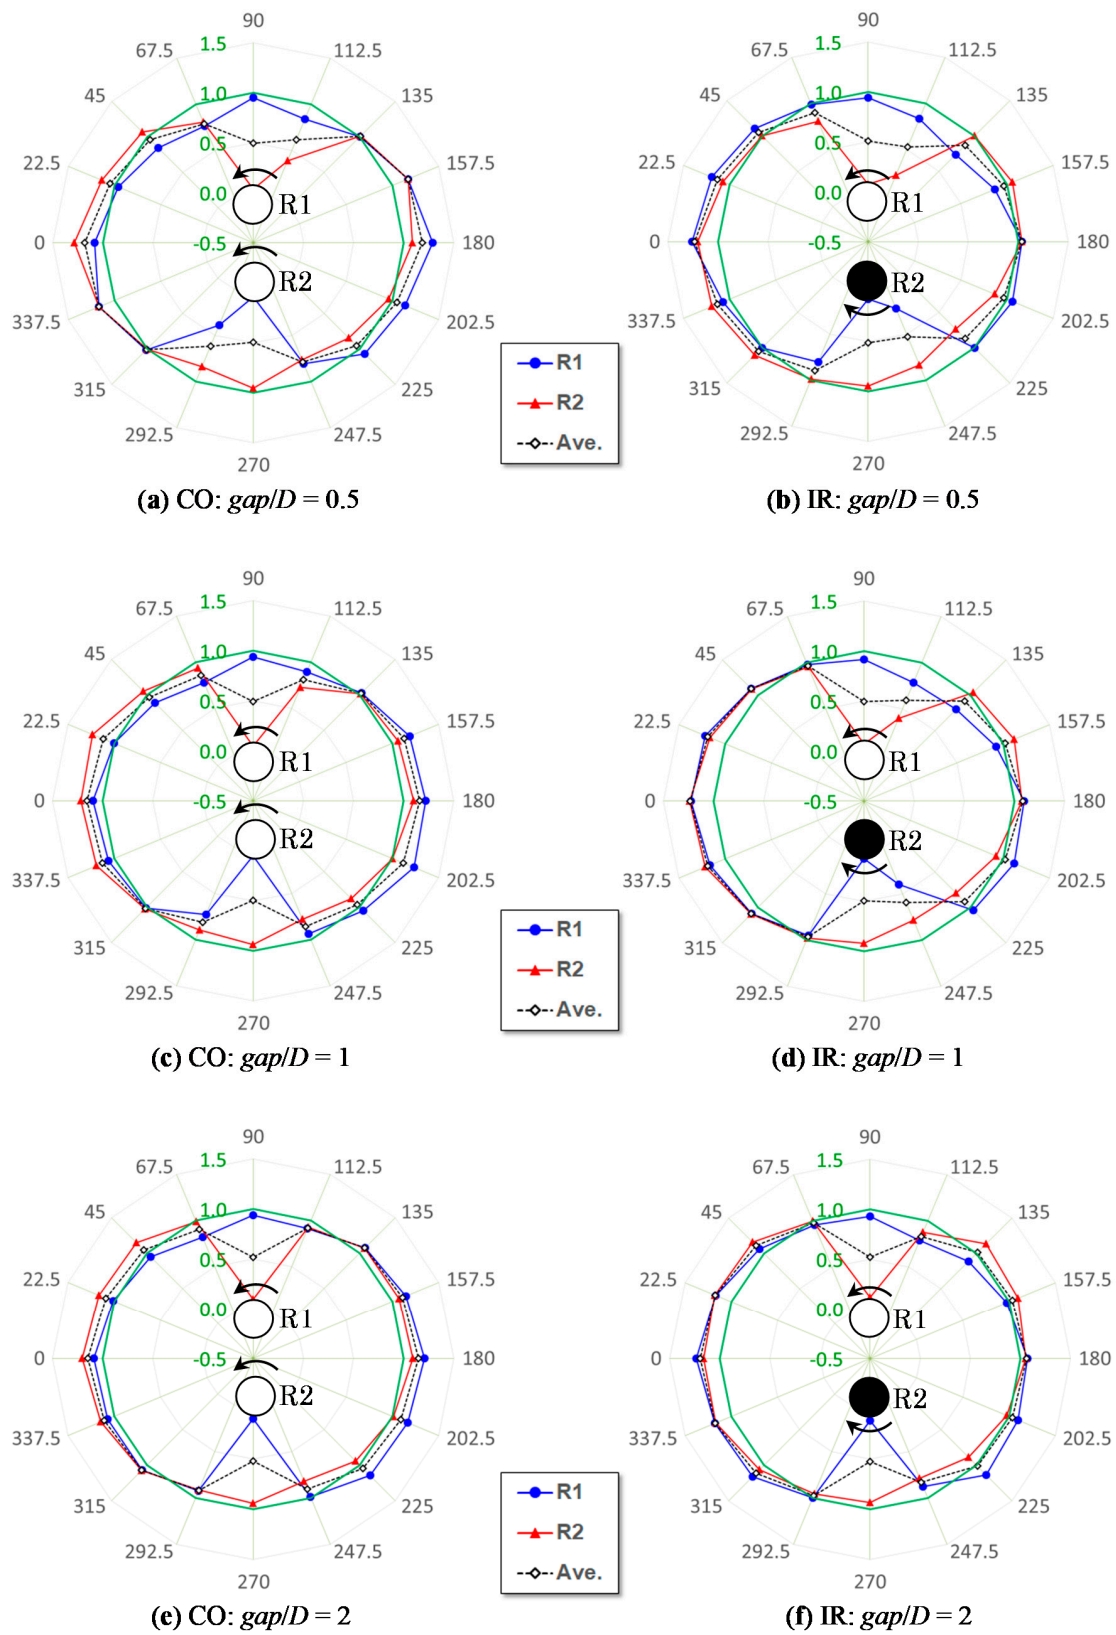 90 90
67.5 1.5 112.5 67.5 1.5 112.5
45 1.0 135 45 1.0 135
0.5 0.5
22.5 157.5 22.5 157.5
0.0 R1 0.0 R1
0 -0.5 180 0 -0.5 180
R2 R2
337.5 202.5 337.5 202.5
R1
315 225 315 225
R2
292.5 247.5 292.5 247.5
Ave.
270 270
(a) CO: gap/D = 0.5 (b) IR: gap/D = 0.5
90 90
67.5 1.5 112.5 67.5 1.5 112.5
45 1.0 135 45 1.0 135
0.5 0.5
22.5 157.5 22.5 157.5
0.0 R1 0.0 R1
0 -0.5 180 0 -0.5 180
R2 R2
337.5 202.5 337.5 202.5
R1
315 225 315 225
R2
292.5 247.5 292.5 247.5
Ave.
270 270
(c) CO: gap/D = 1 (d) IR: gap/D = 1
90 90
67.5 1.5 112.5 67.5 1.5 112.5
45 1.0 135 45 1.0 135
0.5 0.5
22.5 157.5 22.5 157.5
0.0 R1 0.0 R1
0 -0.5 180 0 -0.5 180
R2 R2
337.5 202.5 337.5 202.5
R1
315 225 315 225
R2
292.5 247.5 292.5 247.5
Ave.
270 270
(e) CO: gap/D = 2 (f) IR: gap/D = 2